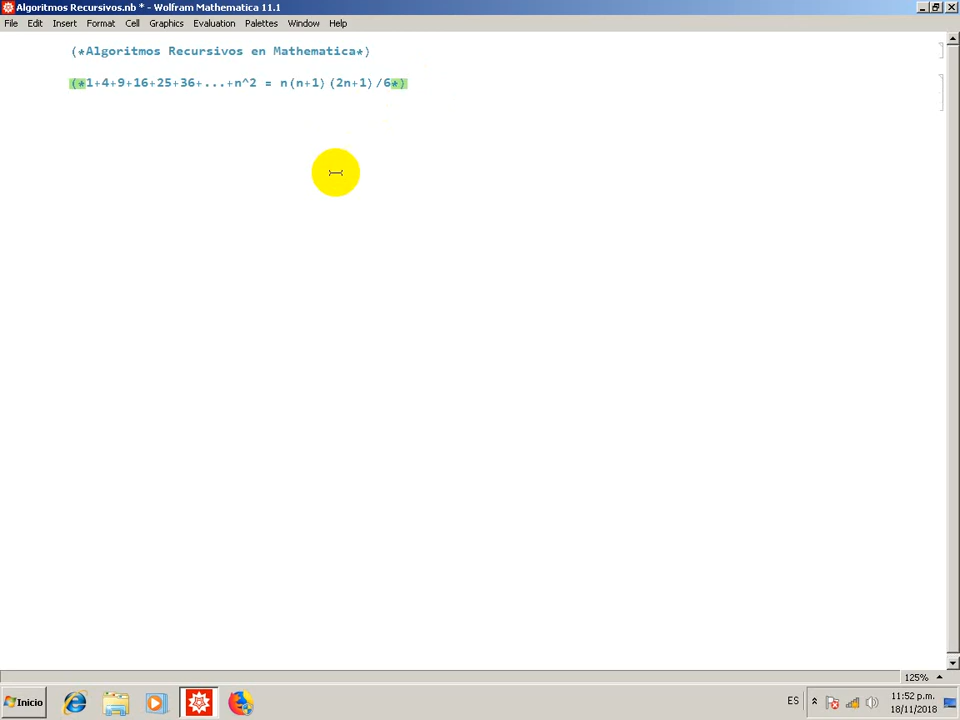 Algoritmos Recursivos.nb * - Wolfram Mathematica 11.1
File Edit Insert Format Cell Graphics Evaluation Palettes Window Help
(*Algoritmos Recursivos en Mathematica*)
(*1+4+9+16+25+36+...+n^2 = n(n+1)(2n+1)/6*)
125%
Inicio
ES
11:52 p.m.
18/11/2018